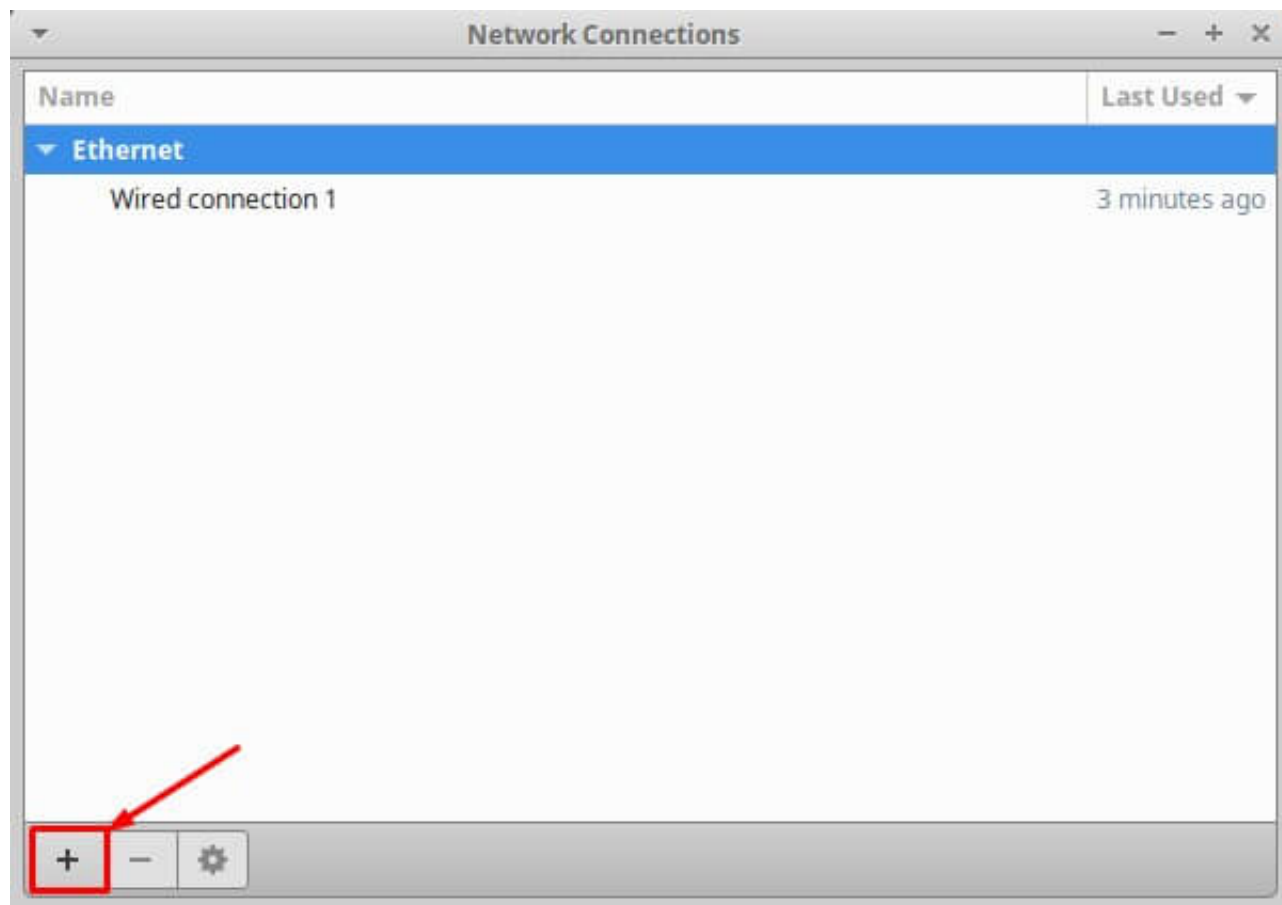 Network Connections
Name Last Used
Ethernet
Wired connection 1 3 minutes ago